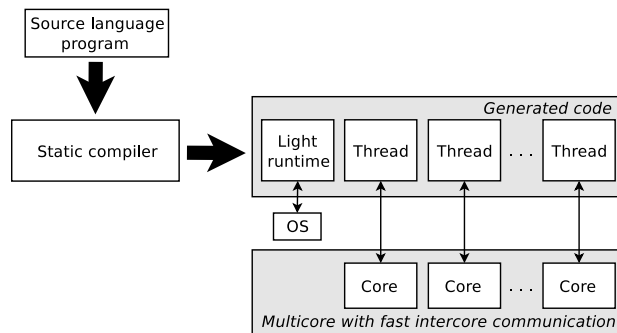 Source language
program
Static compiler
Generated code
Light
runtime
Thread
Thread
. . .
Thread
OS
Core
Core
. . .
Core
Multicore with fast intercore communication